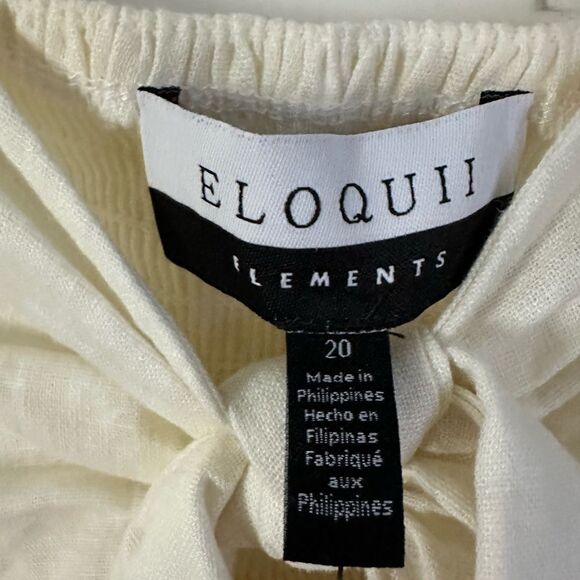 ELOQUII
ELEMENTS
20
Made in
Philippines
Hecho en
Filipinas
Fabriqué
aux
Philippines